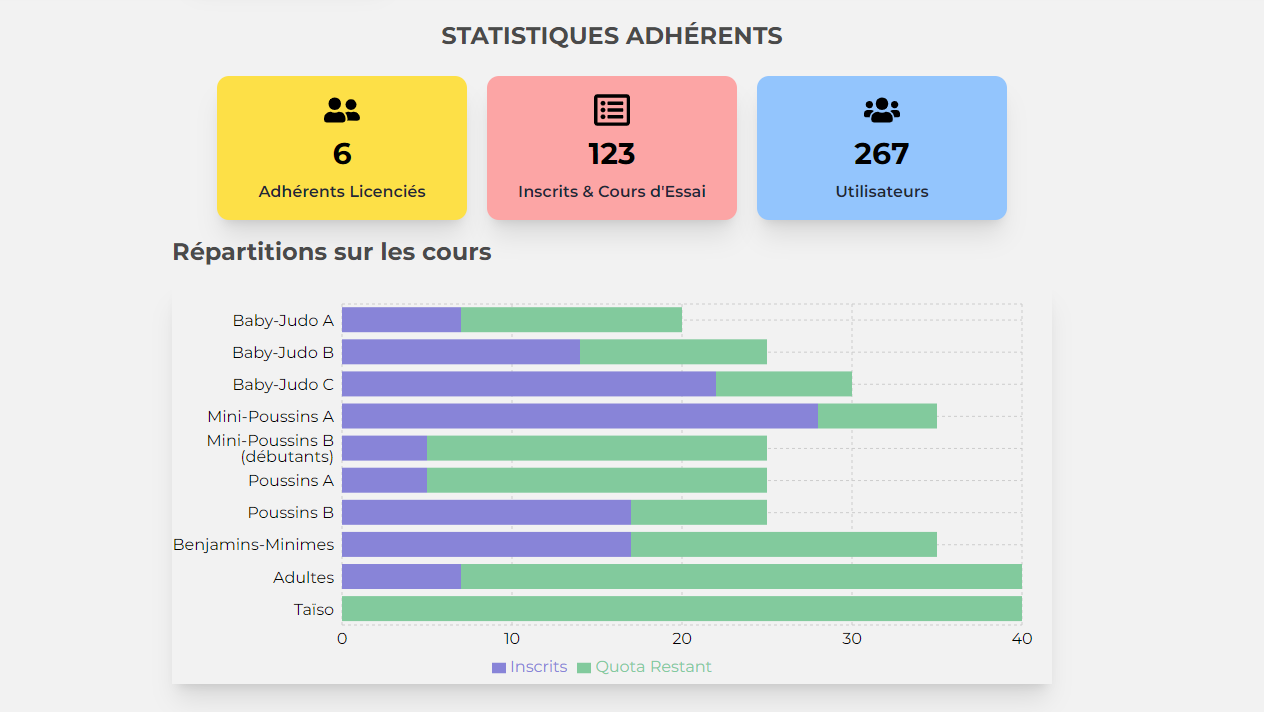 STATISTIQUES ADHÉRENTS
6
Adhérents Licenciés
123
Inscrits & Cours d'Essai
267
Utilisateurs
Répartitions sur les cours
Baby-Judo A
Baby-Judo B
Baby-Judo C
Mini-Poussins A
Mini-Poussins B
(débutants)
Poussins A
Poussins B
Benjamins-Minimes
Adultes
Taïso
0 10 20 30 40
Inscrits Quota Restant